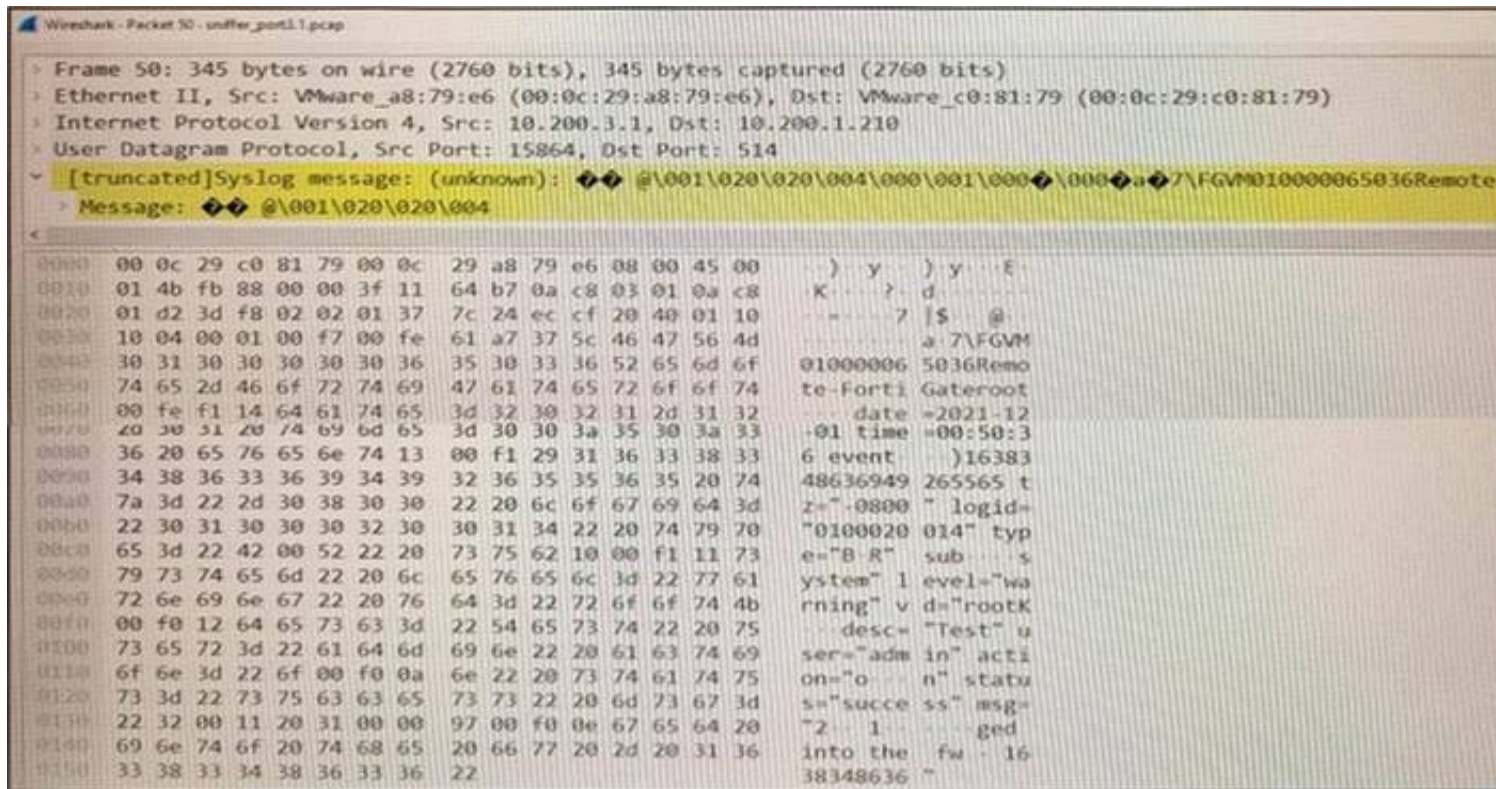 Wireshark - Packet 50 - sniffer_port3.1.pcap
> Frame 50: 345 bytes on wire (2760 bits), 345 bytes captured (2760 bits)
> Ethernet II, Src: VMware_a8:79:e6 (00:0c:29:a8:79:e6), Dst: VMware_c0:81:79 (00:0c:29:c0:81:79)
> Internet Protocol Version 4, Src: 10.200.3.1, Dst: 10.200.1.210
> User Datagram Protocol, Src Port: 15864, Dst Port: 514
[truncated]Syslog message: (unknown): �� @\001\020\020\004\000\001\000�\000�a�7\FGVM010000065036Remote
> Message: �� @\001\020\020\004
0000 00 0c 29 c0 81 79 00 0c 29 a8 79 e6 08 00 45 00 ··)··y·· )·y···E·
0010 01 4b fb 88 00 00 3f 11 64 b7 0a c8 03 01 0a c8 ·K····?· d·······
0020 01 d2 3d f8 02 02 01 37 7c 24 ec cf 20 40 01 10 ··=····7 |$·· @··
0030 10 04 00 01 00 f7 00 fe 61 a7 37 5c 46 47 56 4d ········ a·7\FGVM
0040 30 31 30 30 30 30 30 36 35 30 33 36 52 65 6d 6f 01000006 5036Remo
0050 74 65 2d 46 6f 72 74 69 47 61 74 65 72 6f 6f 74 te-Forti Gateroot
0060 00 fe f1 14 64 61 74 65 3d 32 30 32 31 2d 31 32 ····date =2021-12
0070 2d 30 31 20 74 69 6d 65 3d 30 30 3a 35 30 3a 33 -01 time =00:50:3
0080 36 20 65 76 65 6e 74 13 00 f1 29 31 36 33 38 33 6 event· ··)16383
0090 34 38 36 33 36 39 34 39 32 36 35 35 36 35 20 74 48636949 265565 t
00a0 7a 3d 22 2d 30 38 30 30 22 20 6c 6f 67 69 64 3d z="-0800 " logid=
00b0 22 30 31 30 30 30 32 30 30 31 34 22 20 74 79 70 "0100020 014" typ
00c0 65 3d 22 42 00 52 22 20 73 75 62 10 00 f1 11 73 e="B·R" sub····s
00d0 79 73 74 65 6d 22 20 6c 65 76 65 6c 3d 22 77 61 ystem" l evel="wa
00e0 72 6e 69 6e 67 22 20 76 64 3d 22 72 6f 6f 74 4b rning" v d="rootK
00f0 00 f0 12 64 65 73 63 3d 22 54 65 73 74 22 20 75 ···desc= "Test" u
0100 73 65 72 3d 22 61 64 6d 69 6e 22 20 61 63 74 69 ser="adm in" acti
0110 6f 6e 3d 22 6f 00 f0 0a 6e 22 20 73 74 61 74 75 on="o··· n" statu
0120 73 3d 22 73 75 63 63 65 73 73 22 20 6d 73 67 3d s="succe ss" msg=
0130 22 32 00 11 20 31 00 00 97 00 f0 0e 67 65 64 20 "2·· 1·· ····ged
0140 69 6e 74 6f 20 74 68 65 20 66 77 20 2d 20 31 36 into the fw - 16
0150 33 38 33 34 38 36 33 36 22 38348636 "